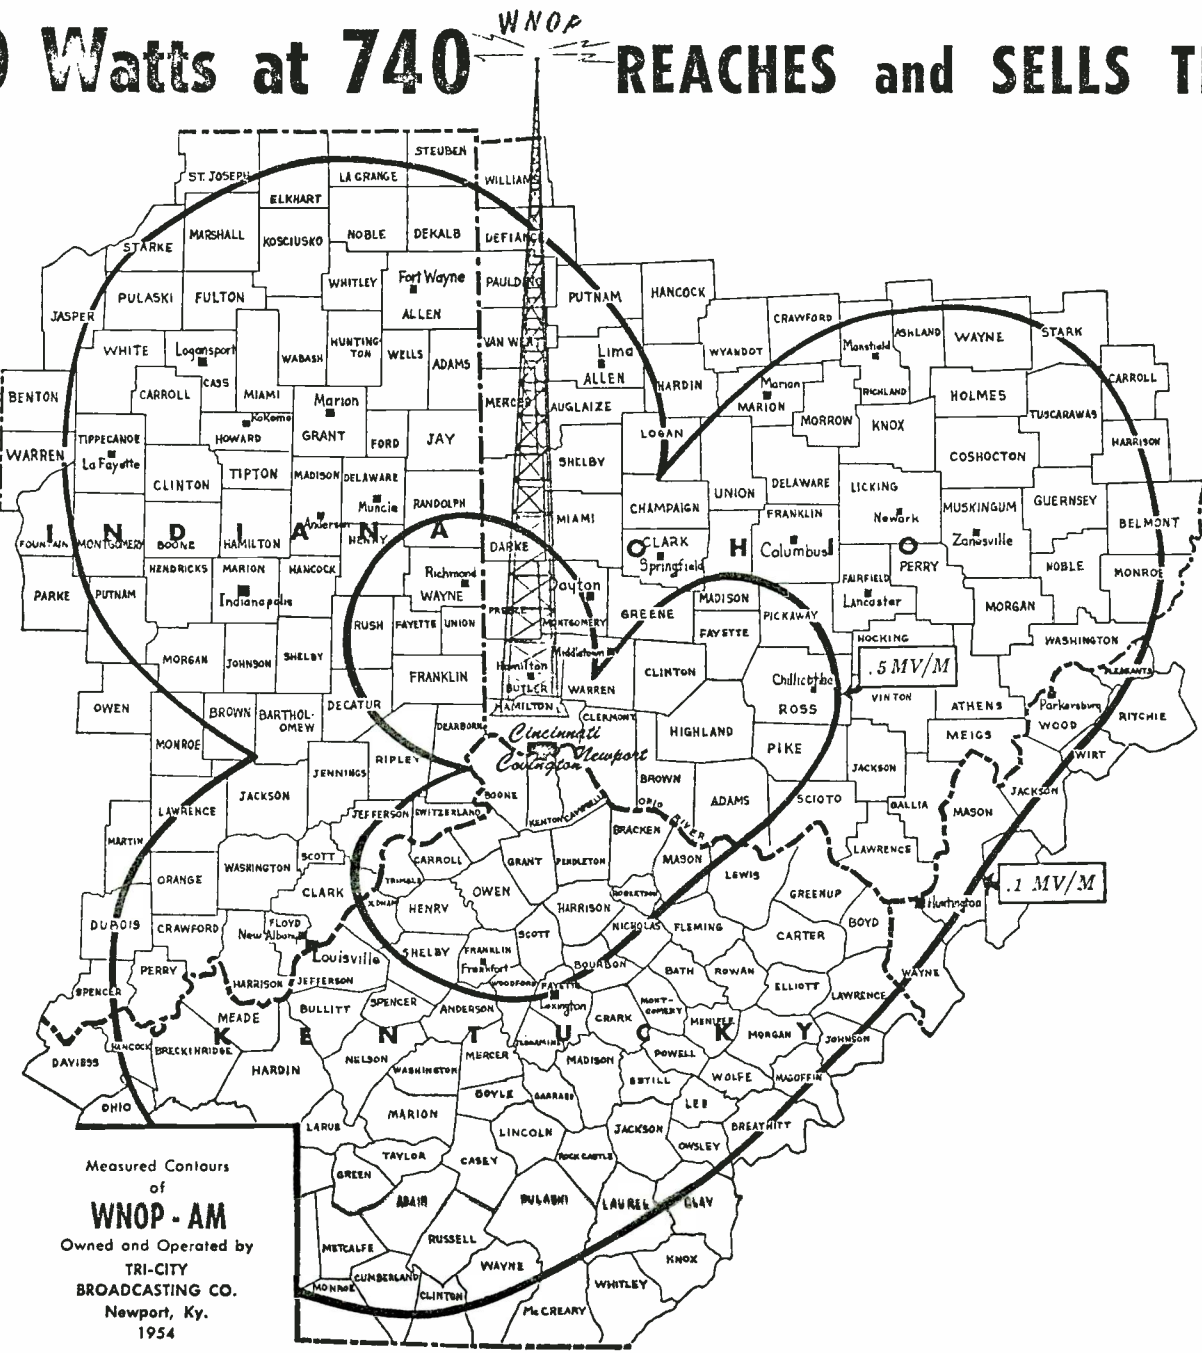 WNOP
Watts at 740 REACHES and SELLS
STEUBEN
ST. JOSEPH
LA GRANGE
WILLIAMS
ELKHART
STARKE
MARSHALL
KOSCIUSKO
NOBLE
DEKALB
DEFIANCE
JASPER
PULASKI
FULTON
WHITLEY
Fort Wayne
ALLEN
PAULDING
PUTNAM
HANCOCK
WHITE
Logansport
CASS
WABASH
HUNTING-
TON
WELLS
ADAMS
VAN WERT
Lima
ALLEN
WYANDOT
CRAWFORD
Mansfield
ASHLAND
WAYNE
STARK
BENTON
CARROLL
MIAMI
Marion
GRANT
MERCER
AUGLAIZE
HARDIN
Marion
MARION
MORROW
RICHLAND
KNOX
HOLMES
TUSCARAWAS
CARROLL
HARRISON
WARREN
TIPPECANOE
La Fayette
Kokomo
HOWARD
FORD
JAY
LOGAN
COSHOCTON
CLINTON
TIPTON
MADISON
DELAWARE
Muncie
RANDOLPH
SHELBY
UNION
DELAWARE
LICKING
Newark
MUSKINGUM
Zanesville
GUERNSEY
BELMONT
INDIANA
FOUNTAIN
MONTGOMERY
BOONE
HAMILTON
Anderson
HENRY
DARKE
MIAMI
CHAMPAIGN
FRANKLIN
OHIO
CLARK
Springfield
Columbus
PERRY
NOBLE
MONROE
PARKE
PUTNAM
HENDRICKS
MARION
Indianapolis
HANCOCK
Richmond
WAYNE
PREBLE
Dayton
MONTGOMERY
GREENE
MADISON
PICKAWAY
FAIRFIELD
Lancaster
MORGAN
WASHINGTON
RUSH
FAYETTE
UNION
Middletown
FAYETTE
HOCKING
MORGAN
JOHNSON
SHELBY
FRANKLIN
Hamilton
BUTLER
WARREN
CLINTON
Chillicothe
ROSS
.5 MV/M
VINTON
ATHENS
Parkersburg
WOOD
PLEASANTS
RITCHIE
OWEN
BROWN
BARTHOL-
OMEW
DECATUR
DEARBORN
HAMILTON
CLERMONT
HIGHLAND
PIKE
MEIGS
WIRT
MONROE
JENNINGS
RIPLEY
Cincinnati
Covington
Newport
BROWN
ADAMS
SCIOTO
JACKSON
GALLIA
MASON
JACKSON
LAWRENCE
JACKSON
JEFFERSON
SWITZERLAND
BOONE
KENTON
CAMPBELL
OHIO
RIVER
BRACKEN
MASON
LEWIS
LAWRENCE
MARTIN
ORANGE
WASHINGTON
SCOTT
CLARK
TRIMBLE
CARROLL
GRANT
PENDLETON
ROBERTSON
GREENUP
.1 MV/M
Huntington
DUBOIS
CRAWFORD
FLOYD
New Albany
OLDHAM
HENRY
OWEN
HARRISON
NICHOLAS
FLEMING
CARTER
BOYD
Louisville
SHELBY
FRANKLIN
Frankfort
SCOTT
BOURBON
BATH
ROWAN
ELLIOTT
LAWRENCE
WAYNE
PERRY
SPENCER
HARRISON
JEFFERSON
BULLITT
SPENCER
ANDERSON
WOODFORD
FAYETTE
Lexington
CLARK
MONT-
GOMERY
MENIFEE
MORGAN
JOHNSON
MEADE
KENTUCKY
DAVIESS
HANCOCK
BRECKINRIDGE
HARDIN
NELSON
WASHINGTON
MERCER
MADISON
POWELL
ESTILL
WOLFE
MAGOFFIN
OHIO
LARUE
MARION
BOYLE
GARRARD
LINCOLN
JACKSON
LEE
OWSLEY
BREATHITT
GREEN
TAYLOR
CASEY
ROCKCASTLE
ADAIR
PULASKI
LAUREL
CLAY
METCALFE
RUSSELL
KNOX
MONROE
CUMBERLAND
CLINTON
WAYNE
WHITLEY
McCREARY
Measured Contours
of
WNOP - AM
Owned and Operated by
TRI-CITY
BROADCASTING CO.
Newport, Ky.
1954